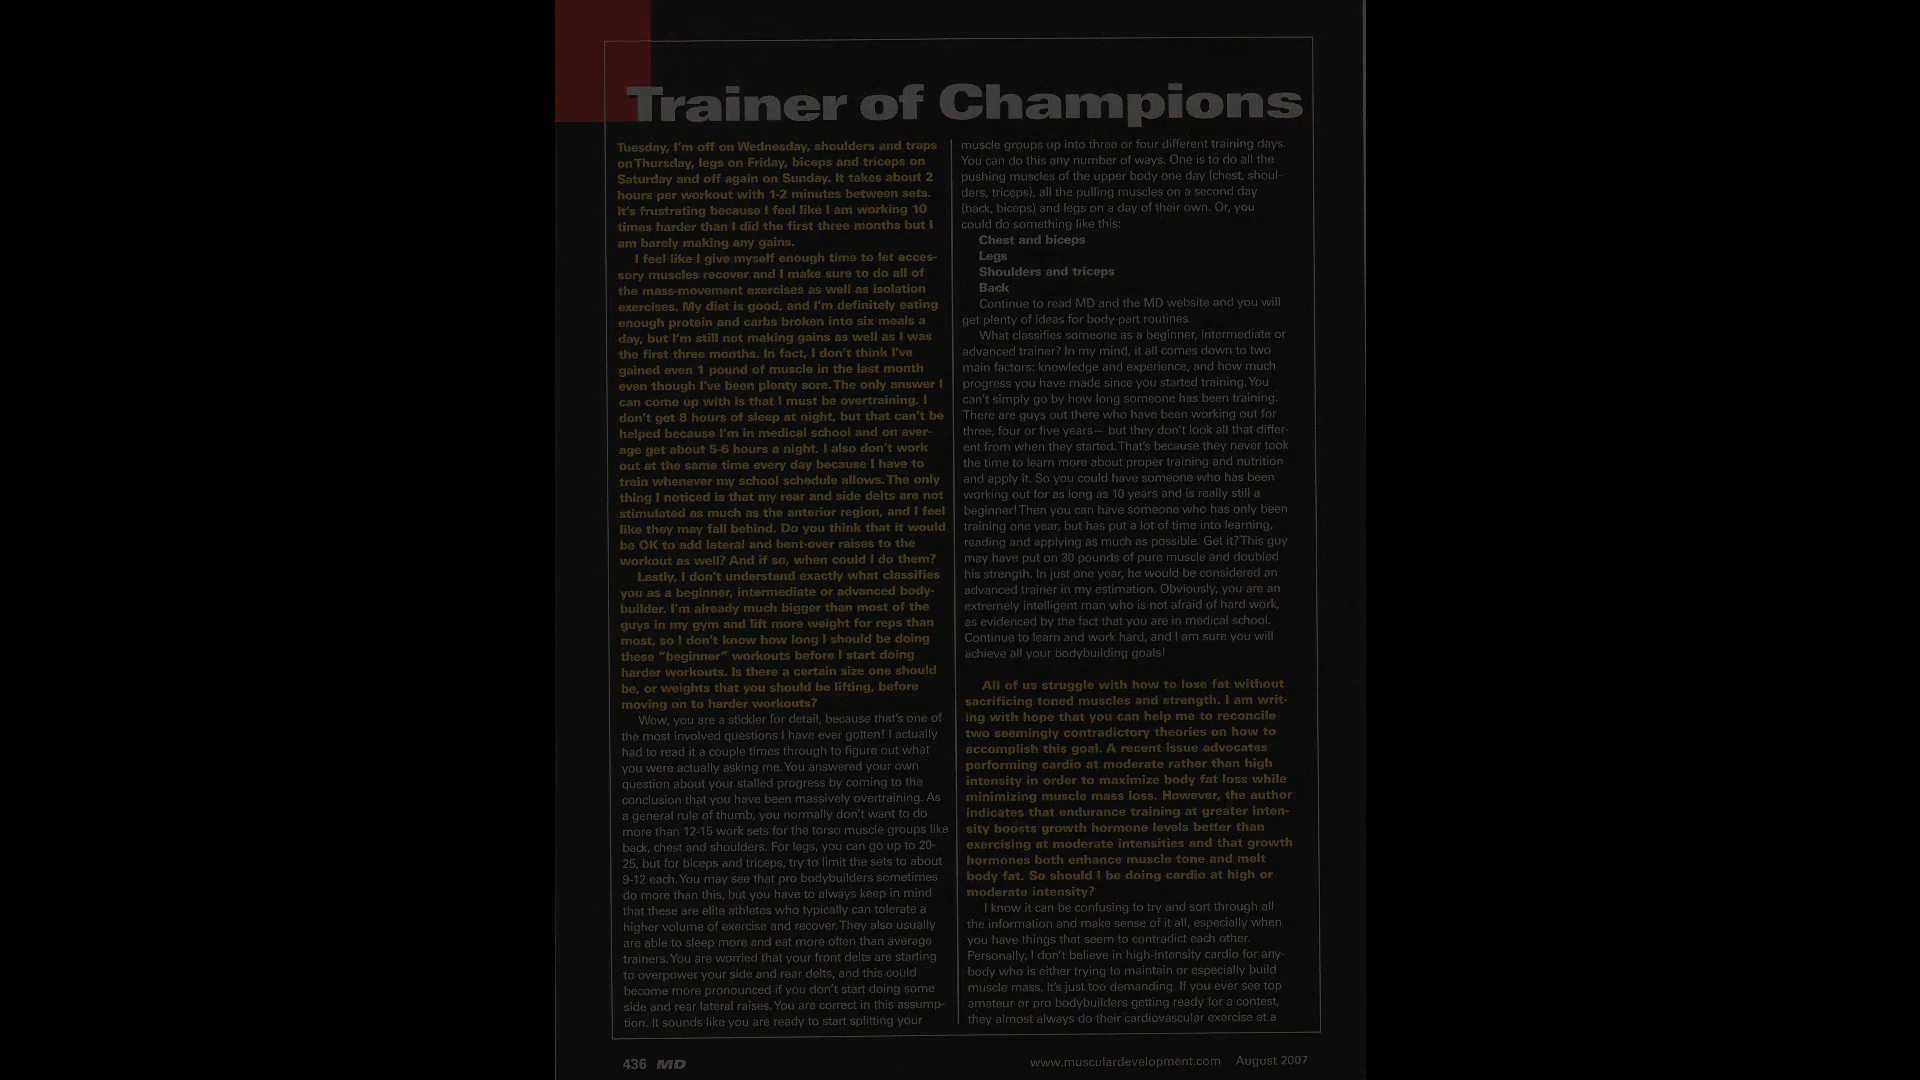 Trainer of Champions
Tuesday, I'm off on Wednesday, shoulders and traps
on Thursday, legs on Friday, biceps and triceps on
Saturday and off again on Sunday. It takes about 2
hours per workout with 1-2 minutes between sets.
It's frustrating because I feel like I am working 10
times harder than I did the first three months but I
am barely making any gains.
I feel like I give myself enough time to let acces-
sory muscles recover and I make sure to do all of
the mass-movement exercises as well as isolation
exercises. My diet is good, and I'm definitely eating
enough protein and carbs broken into six meals a
day, but I'm still not making gains as well as I was
the first three months. In fact, I don't think I've
gained even 1 pound of muscle in the last month
even though I've been plenty sore. The only answer I
can come up with is that I must be overtraining. I
don't get 8 hours of sleep at night, but that can't be
helped because I'm in medical school and on aver-
age get about 5-6 hours a night. I also don't work
out at the same time every day because I have to
train whenever my school schedule allows. The only
thing I noticed is that my rear and side delts are not
stimulated as much as the anterior region, and I feel
like they may fall behind. Do you think that it would
be OK to add lateral and bent-over raises to the
workout as well? And if so, when could I do them?
Lastly, I don't understand exactly what classifies
you as a beginner, intermediate or advanced body-
builder. I'm already much bigger than most of the
guys in my gym and lift more weight for reps than
most, so I don't know how long I should be doing
these "beginner" workouts before I start doing
harder workouts. Is there a certain size one should
be, or weights that you should be lifting, before
moving on to harder workouts?
Wow, you are a stickler for detail, because that's one of
the most involved questions I have ever gotten! I actually
had to read it a couple times through to figure out what
you were actually asking me. You answered your own
question about your stalled progress by coming to the
conclusion that you have been massively overtraining. As
a general rule of thumb, you normally don't want to do
more than 12-15 work sets for the torso muscle groups like
back, chest and shoulders. For legs, you can go up to 20-
25, but for biceps and triceps, try to limit the sets to about
9-12 each. You may see that pro bodybuilders sometimes
do more than this, but you have to always keep in mind
that these are elite athletes who typically can tolerate a
higher volume of exercise and recover. They also usually
are able to sleep more and eat more often than average
trainers. You are worried that your front delts are starting
to overpower your side and rear delts, and this could
become more pronounced if you don't start doing some
side and rear lateral raises. You are correct in this assump-
tion. It sounds like you are ready to start splitting your
muscle groups up into three or four different training days.
You can do this any number of ways. One is to do all the
pushing muscles of the upper body one day (chest, shoul-
ders, triceps), all the pulling muscles on a second day
(back, biceps) and legs on a day of their own. Or, you
could do something like this:
Chest and biceps
Legs
Shoulders and triceps
Back
Continue to read MD and the MD website and you will
get plenty of ideas for body-part routines.
What classifies someone as a beginner, intermediate or
advanced trainer? In my mind, it all comes down to two
main factors: knowledge and experience, and how much
progress you have made since you started training. You
can't simply go by how long someone has been training.
There are guys out there who have been working out for
three, four or five years— but they don't look all that differ-
ent from when they started. That's because they never took
the time to learn more about proper training and nutrition
and apply it. So you could have someone who has been
working out for as long as 10 years and is really still a
beginner! Then you can have someone who has only been
training one year, but has put a lot of time into learning,
reading and applying as much as possible. Get it? This guy
may have put on 30 pounds of pure muscle and doubled
his strength. In just one year, he would be considered an
advanced trainer in my estimation. Obviously, you are an
extremely intelligent man who is not afraid of hard work,
as evidenced by the fact that you are in medical school.
Continue to learn and work hard, and I am sure you will
achieve all your bodybuilding goals!
All of us struggle with how to lose fat without
sacrificing toned muscles and strength. I am writ-
ing with hope that you can help me to reconcile
two seemingly contradictory theories on how to
accomplish this goal. A recent issue advocates
performing cardio at moderate rather than high
intensity in order to maximize body fat loss while
minimizing muscle mass loss. However, the author
indicates that endurance training at greater inten-
sity boosts growth hormone levels better than
exercising at moderate intensities and that growth
hormones both enhance muscle tone and melt
body fat. So should I be doing cardio at high or
moderate intensity?
I know it can be confusing to try and sort through all
the information and make sense of it all, especially when
you have things that seem to contradict each other.
Personally, I don't believe in high-intensity cardio for any-
body who is either trying to maintain or especially build
muscle mass. It's just too demanding. If you ever see top
amateur or pro bodybuilders getting ready for a contest,
they almost always do their cardiovascular exercise at a
436 MD
www.musculardevelopment.com August 2007